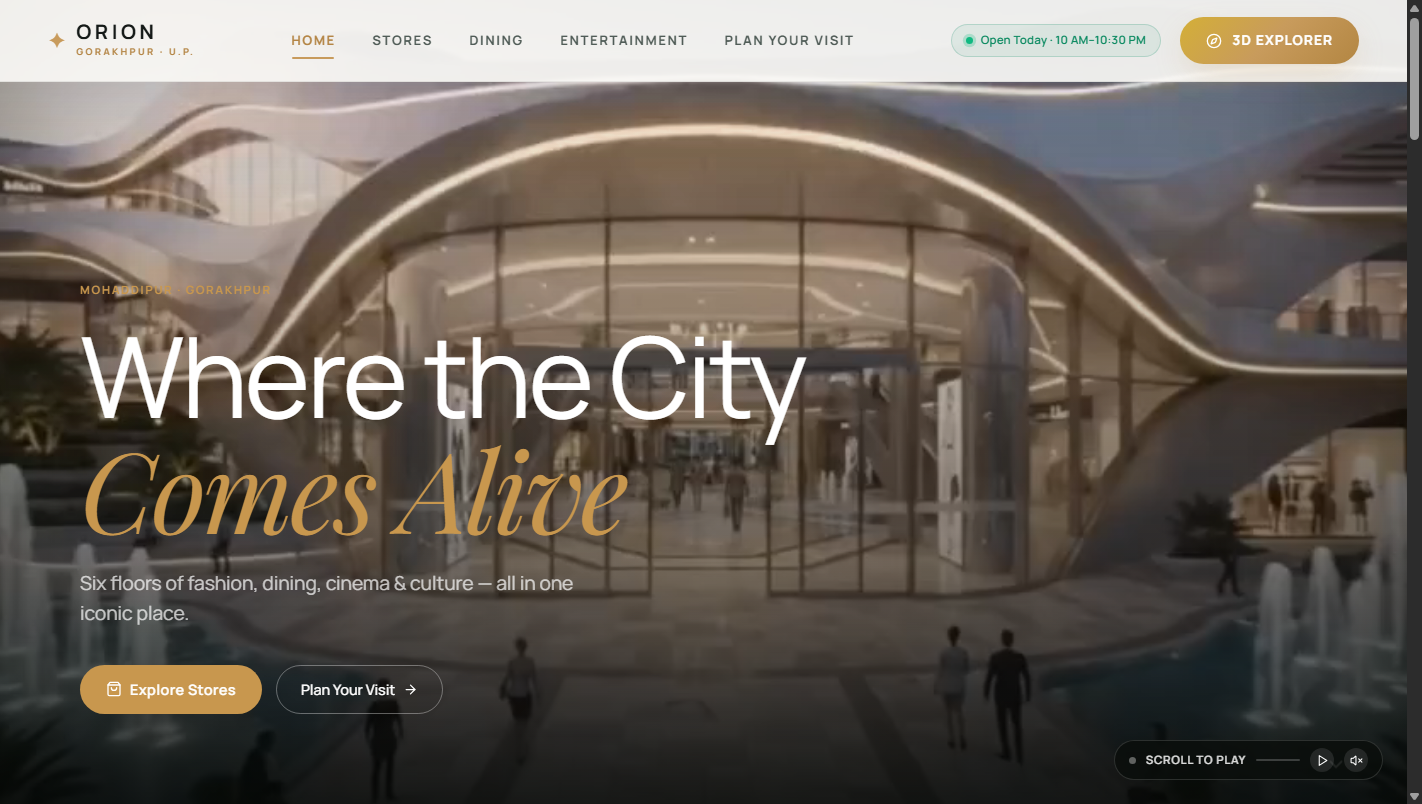 ORION
GORAKHPUR · U.P.
HOME
STORES
DINING
ENTERTAINMENT
PLAN YOUR VISIT
Open Today · 10 AM–10:30 PM
3D EXPLORER
MOHADDIPUR · GORAKHPUR
Where the City
Comes Alive
Six floors of fashion, dining, cinema & culture — all in one
iconic place.
Explore Stores
Plan Your Visit →
SCROLL TO PLAY